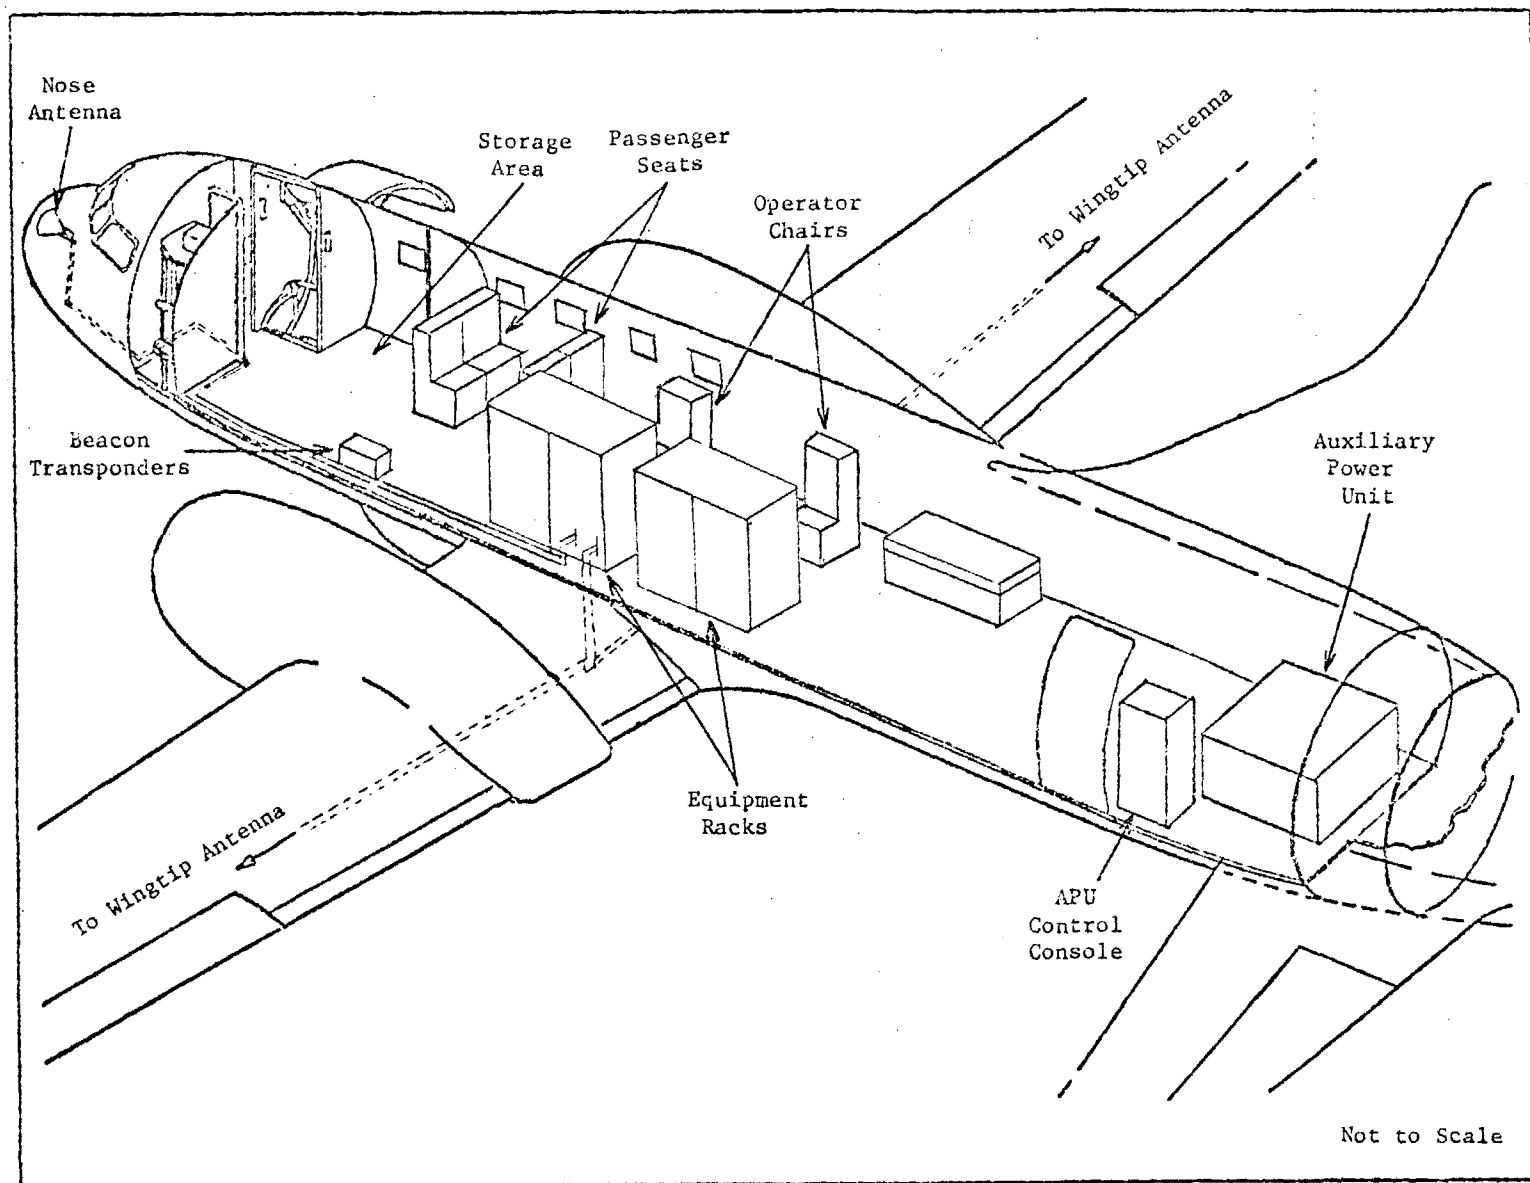 Nose
Antenna
Storage
Area
Passenger
Seats
Operator
Chairs
To Wingtip Antenna
Beacon
Transponders
Auxiliary
Power
Unit
Equipment
Racks
To Wingtip Antenna
APU
Control
Console
Not to Scale